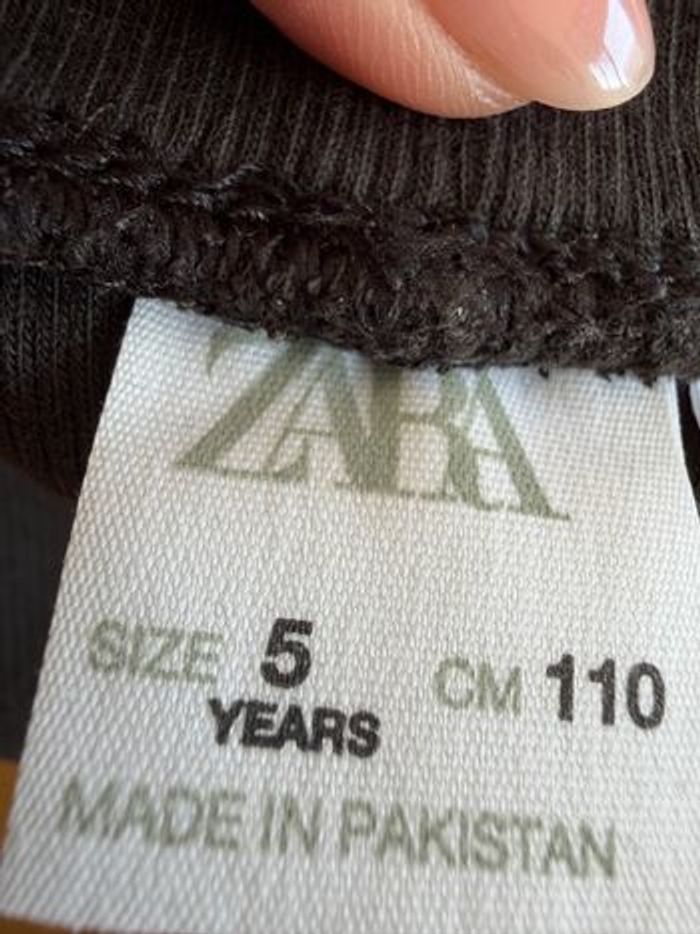 ZARA
SIZE 5 CM 110
YEARS
MADE IN PAKISTAN